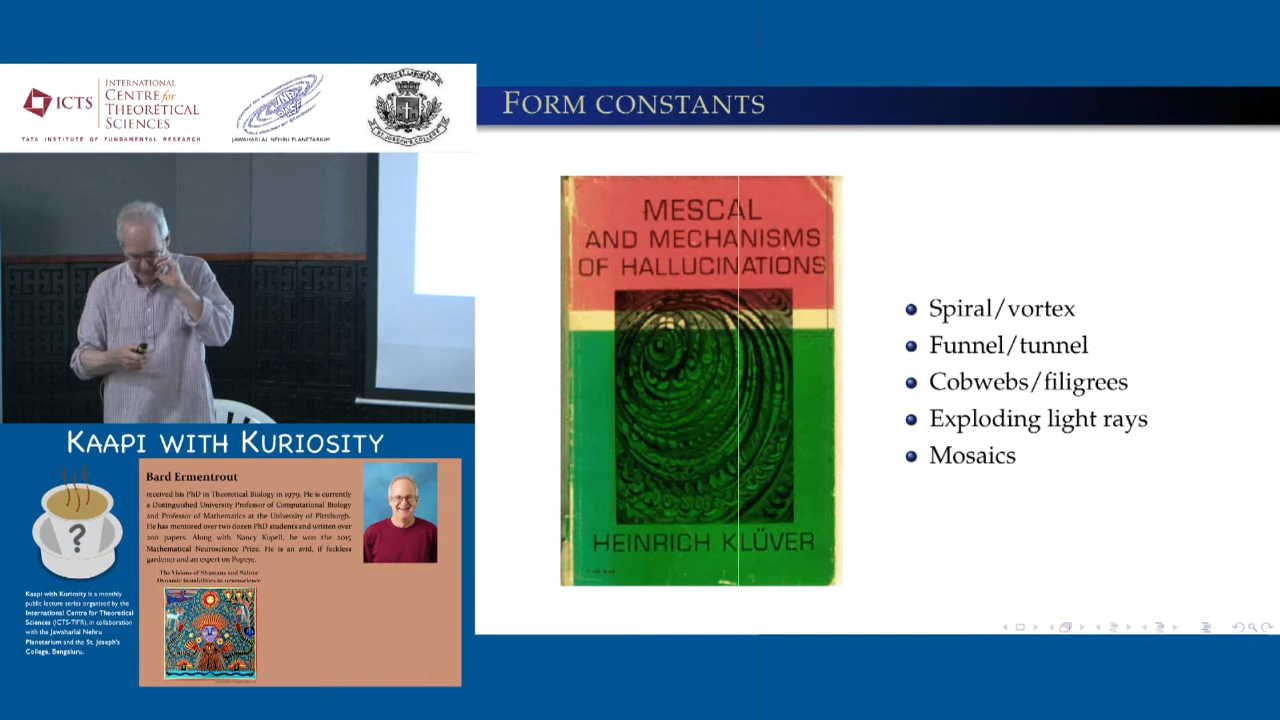 ICTS
INTERNATIONAL
CENTRE for
THEORETICAL
SCIENCES
TATA INSTITUTE OF FUNDAMENTAL RESEARCH
JAWAHARLAL NEHRU PLANETARIUM
FORM CONSTANTS
MESCAL
AND MECHANISMS
OF HALLUCINATIONS
HEINRICH KLÜVER
Spiral/vortex
Funnel/tunnel
Cobwebs/filigrees
Exploding light rays
Mosaics
KAAPI WITH KURIOSITY
?
Kaapi with Kuriosity is a monthly
public lecture series organised by the
International Centre for Theoretical
Sciences (ICTS-TIFR), in collaboration
with the Jawaharlal Nehru
Planetarium and the St. Joseph's
College, Bengaluru.
Bard Ermentrout
received his PhD in Theoretical Biology in 1979. He is currently
a Distinguished University Professor of Computational Biology
and Professor of Mathematics at the University of Pittsburgh.
He has mentored over two dozen PhD students and written over
200 papers. Along with Nancy Kopell, he won the 2015
Mathematical Neuroscience Prize. He is an avid, if feckless
gardener and an expert on Popeye.
The Visions of Shamans and Saints
Dynamic instabilities in neuroscience